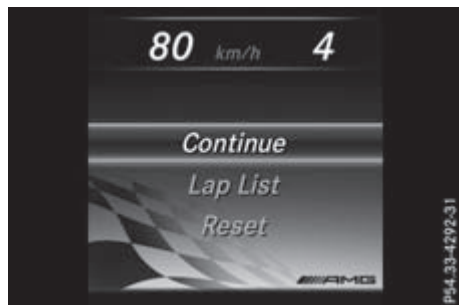 80 km/h 4
Continue
Lap List
Reset
AMG
P54.33-4292-31